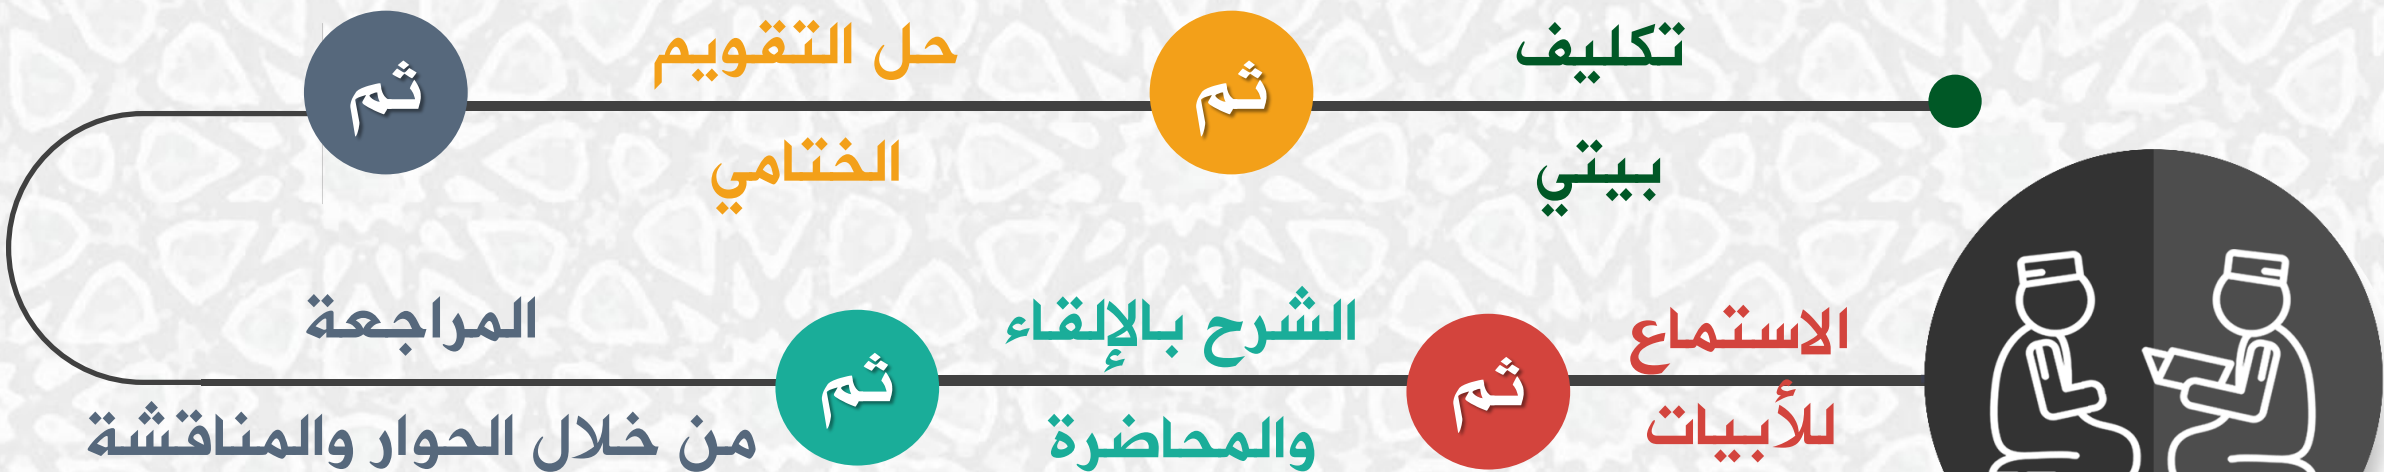 تكليف
بيتي
ثم
حل التقويم
الختامي
ثم
الاستماع
للأبيات
ثم
الشرح بالإلقاء
والمحاضرة
ثم
المراجعة
من خلال الحوار والمناقشة